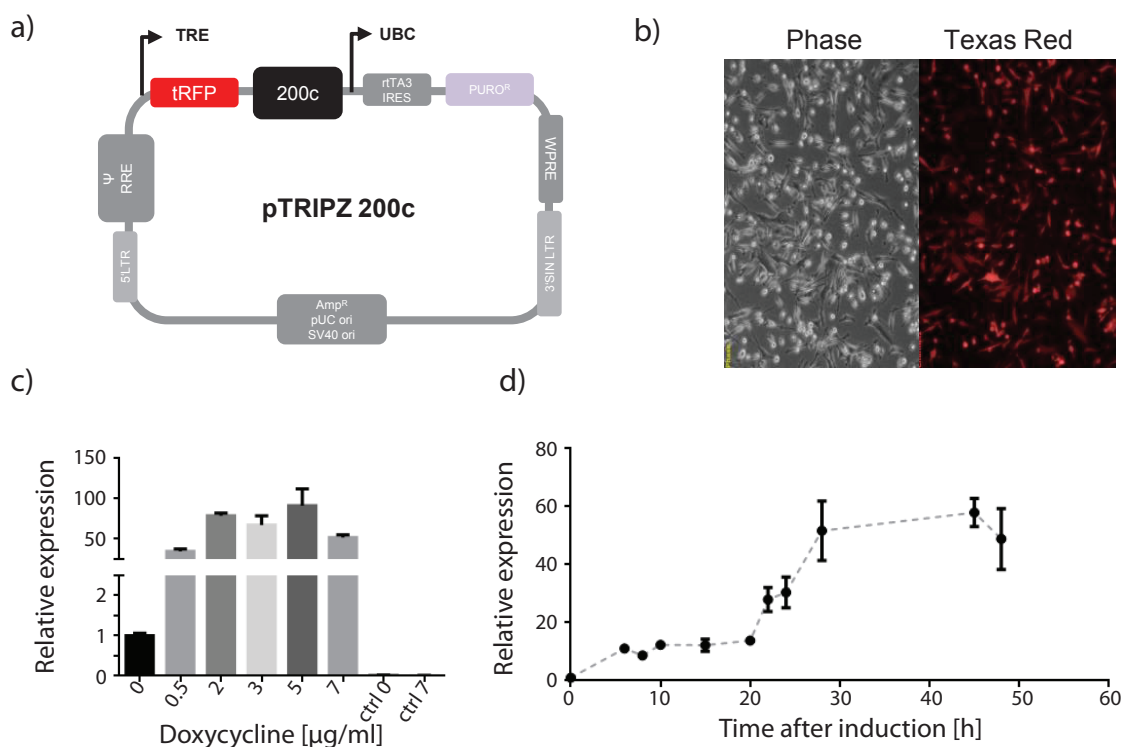 a)
TRE
UBC
tRFP
200c
rtTA3
IRES
PUROᴿ
Ψ
RRE
WPRE
pTRIPZ 200c
5'LTR
3'SIN LTR
Ampᴿ
pUC ori
SV40 ori
b)
Phase
Texas Red
Phase
c)
Relative expression
150
100
50
2
1
0
0
0.5
2
3
5
7
ctrl 0
ctrl 7
Doxycycline [µg/ml]
d)
Relative expression
80
60
40
20
0
0
10
20
30
40
50
60
Time after induction [h]